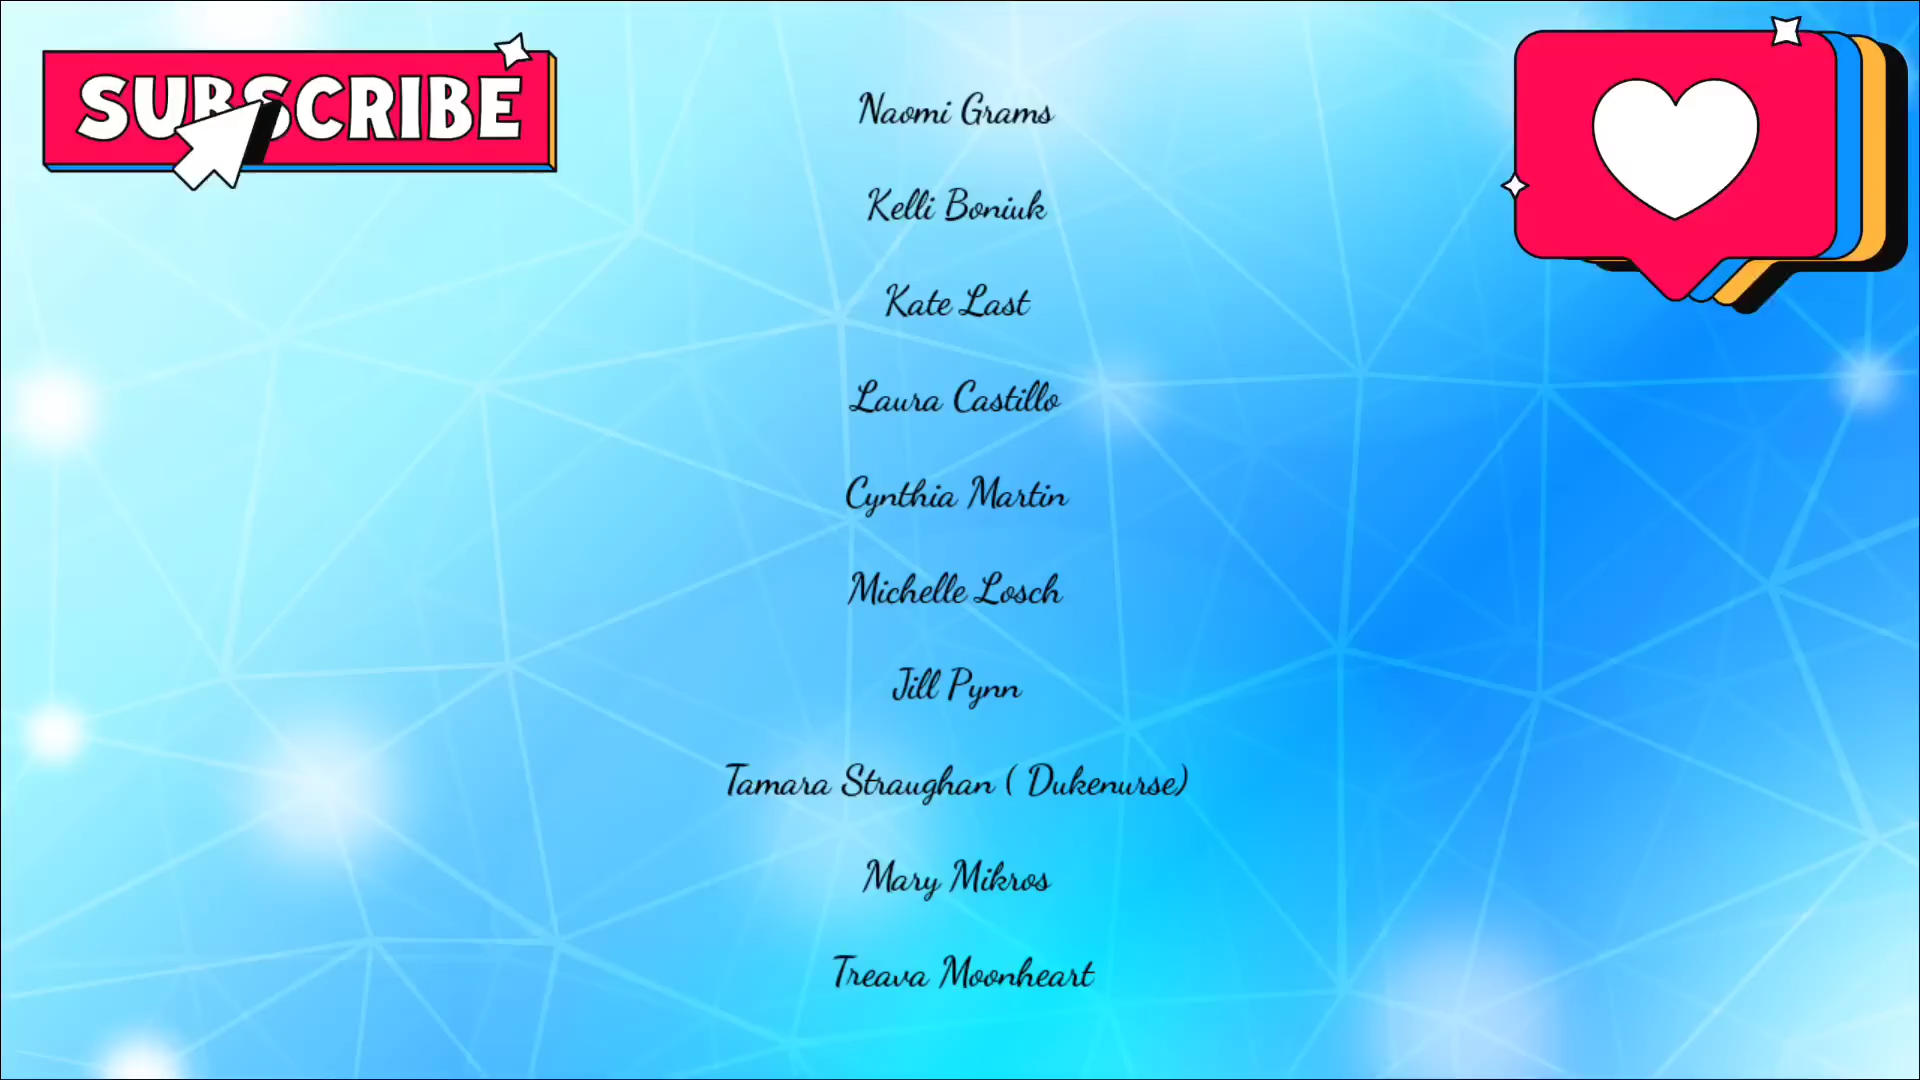 SUBSCRIBE
Naomi Grams
Kelli Boniuk
Kate Last
Laura Castillo
Cynthia Martin
Michelle Losch
Jill Pynn
Tamara Straughan ( Dukenurse)
Mary Mikros
Treava Moonheart